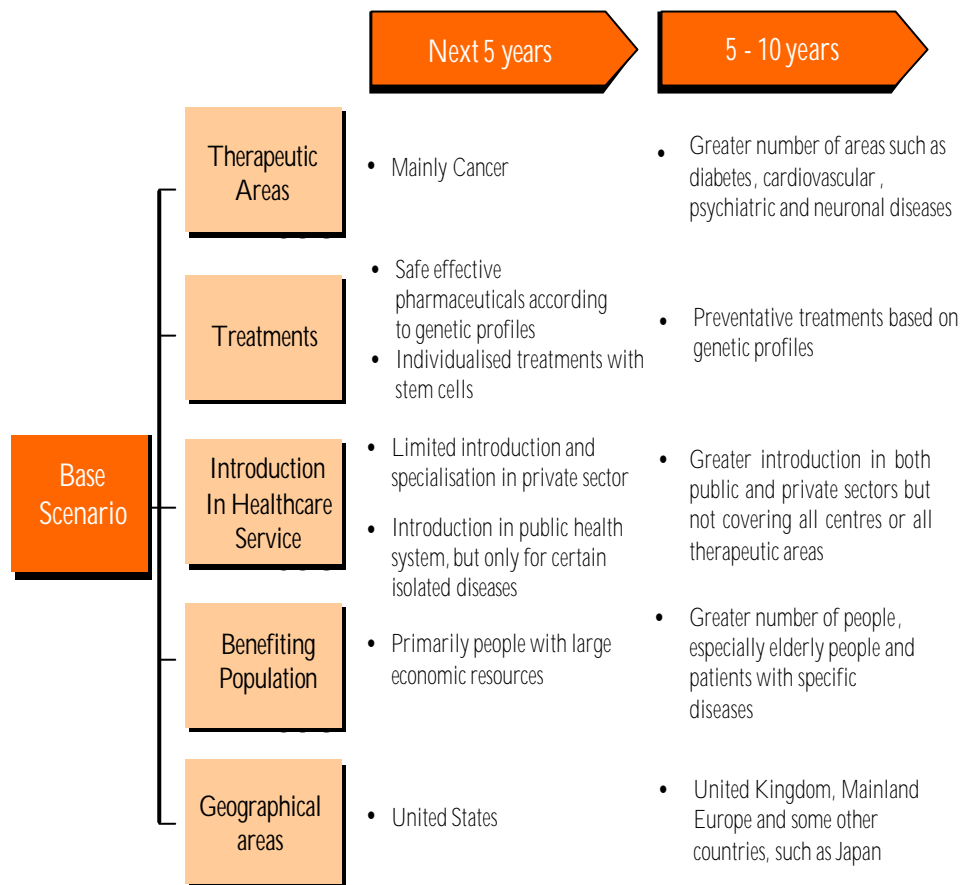 Next 5 years
5 - 10 years
Therapeutic
Areas
• Mainly Cancer
• Greater number of areas such as
diabetes, cardiovascular,
psychiatric and neuronal diseases
Treatments
• Safe effective
pharmaceuticals according
to genetic profiles
• Individualised treatments with
stem cells
• Preventative treatments based on
genetic profiles
Base
Scenario
Introduction
In Healthcare
Service
• Limited introduction and
specialisation in private sector
• Introduction in public health
system, but only for certain
isolated diseases
• Greater introduction in both
public and private sectors but
not covering all centres or all
therapeutic areas
Benefiting
Population
• Primarily people with large
economic resources
• Greater number of people,
especially elderly people and
patients with specific
diseases
Geographical
areas
• United States
• United Kingdom, Mainland
Europe and some other
countries, such as Japan